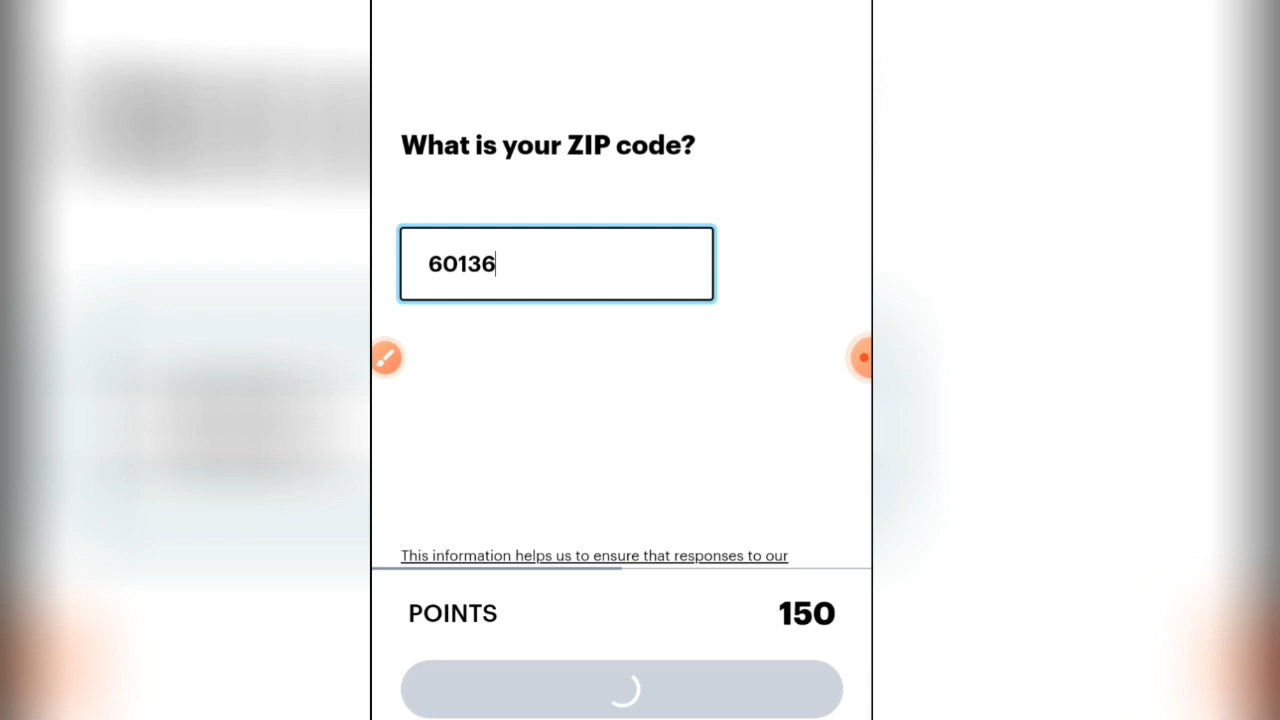 What is your ZIP code?
60136
This information helps us to ensure that responses to our
POINTS 150